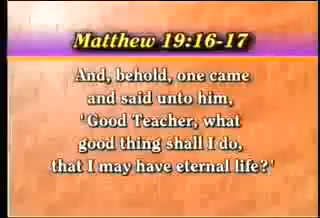 Matthew 19:16-17
And, behold, one came
and said unto him,
'Good Teacher, what
good thing shall I do,
that I may have eternal life?'